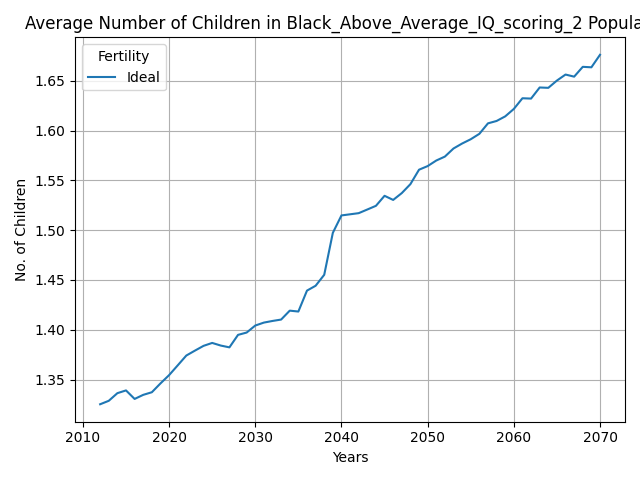 Average Number of Children in Black_Above_Average_IQ_scoring_2 Popula
Fertility
Ideal
1.65
1.60
1.55
1.50
1.45
1.40
1.35
No. of Children
2010 2020 2030 2040 2050 2060 2070
Years